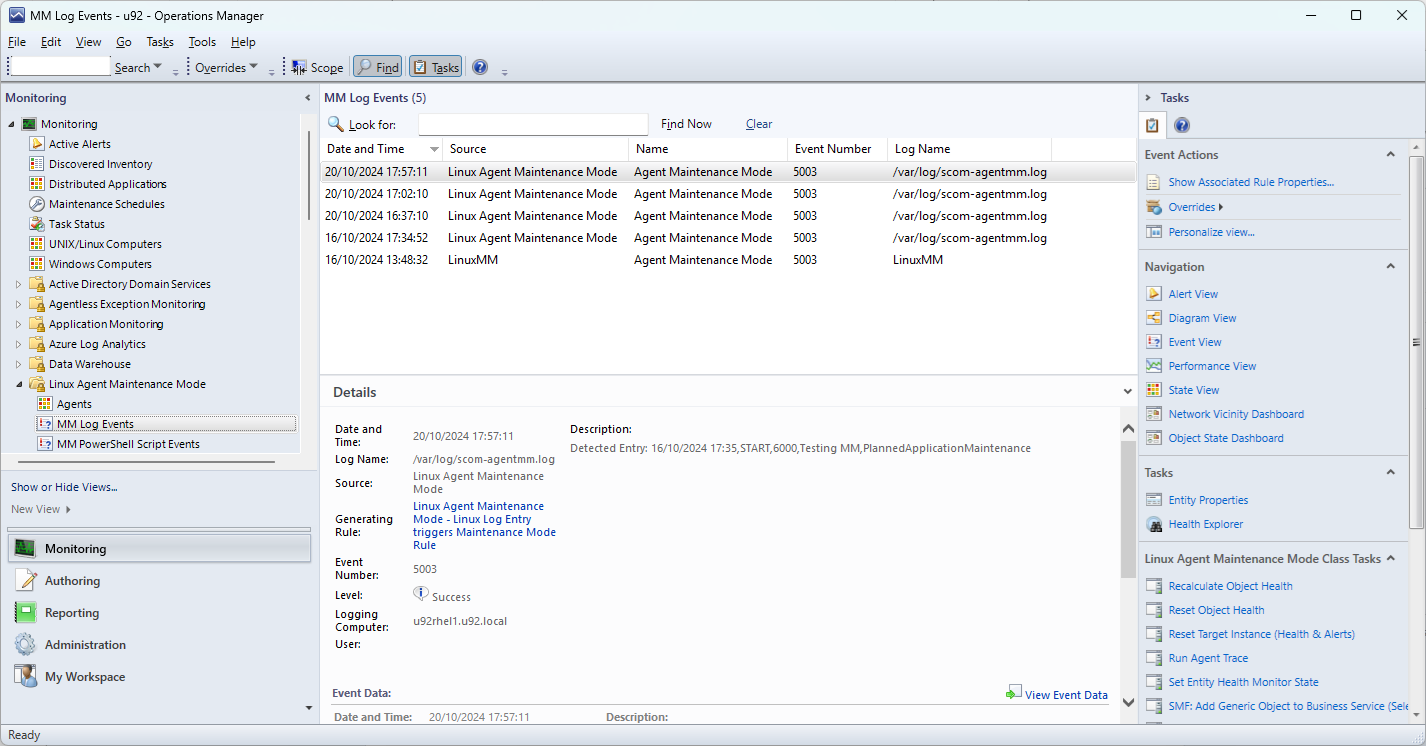 MM Log Events - u92 - Operations Manager
File Edit View Go Tasks Tools Help
Search Overrides Scope Find Tasks
Monitoring
Monitoring
Active Alerts
Discovered Inventory
Distributed Applications
Maintenance Schedules
Task Status
UNIX/Linux Computers
Windows Computers
Active Directory Domain Services
Agentless Exception Monitoring
Application Monitoring
Azure Log Analytics
Data Warehouse
Linux Agent Maintenance Mode
Agents
MM Log Events
MM PowerShell Script Events
Show or Hide Views...
New View
Monitoring
Authoring
Reporting
Administration
My Workspace
MM Log Events (5)
Look for: Find Now Clear
Date and Time Source Name Event Number Log Name
20/10/2024 17:57:11 Linux Agent Maintenance Mode Agent Maintenance Mode 5003 /var/log/scom-agentmm.log
20/10/2024 17:02:10 Linux Agent Maintenance Mode Agent Maintenance Mode 5003 /var/log/scom-agentmm.log
20/10/2024 16:37:10 Linux Agent Maintenance Mode Agent Maintenance Mode 5003 /var/log/scom-agentmm.log
16/10/2024 17:34:52 Linux Agent Maintenance Mode Agent Maintenance Mode 5003 /var/log/scom-agentmm.log
16/10/2024 13:48:32 LinuxMM Agent Maintenance Mode 5003 LinuxMM
Details
Date and
Time:
20/10/2024 17:57:11
Log Name: /var/log/scom-agentmm.log
Source:
Linux Agent Maintenance
Mode
Generating
Rule:
Linux Agent Maintenance
Mode - Linux Log Entry
triggers Maintenance Mode
Rule
Event
Number:
5003
Level: Success
Logging
Computer:
u92rhel1.u92.local
User:
Description:
Detected Entry: 16/10/2024 17:35,START,6000,Testing MM,PlannedApplicationMaintenance
Event Data: View Event Data
Date and Time: 20/10/2024 17:57:11 Description:
Tasks
Event Actions
Show Associated Rule Properties...
Overrides
Personalize view...
Navigation
Alert View
Diagram View
Event View
Performance View
State View
Network Vicinity Dashboard
Object State Dashboard
Tasks
Entity Properties
Health Explorer
Linux Agent Maintenance Mode Class Tasks
Recalculate Object Health
Reset Object Health
Reset Target Instance (Health & Alerts)
Run Agent Trace
Set Entity Health Monitor State
SMF: Add Generic Object to Business Service (Sele
Ready